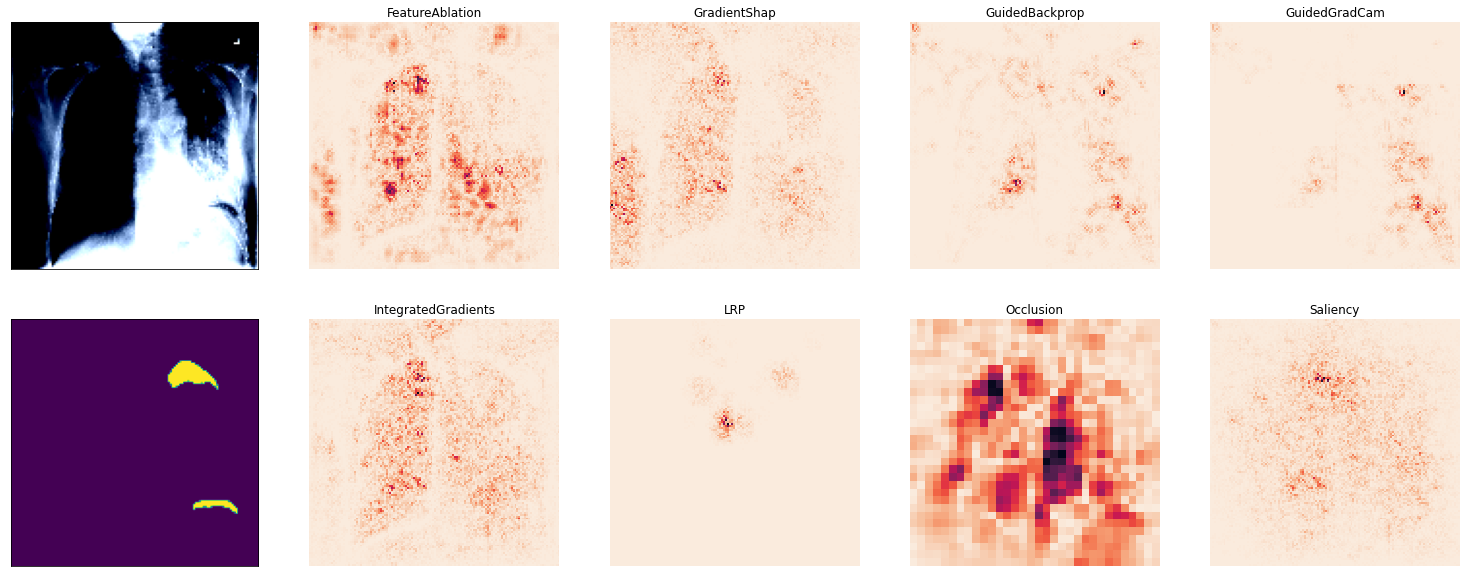 FeatureAblation
GradientShap
GuidedBackprop
GuidedGradCam
IntegratedGradients
LRP
Occlusion
Saliency